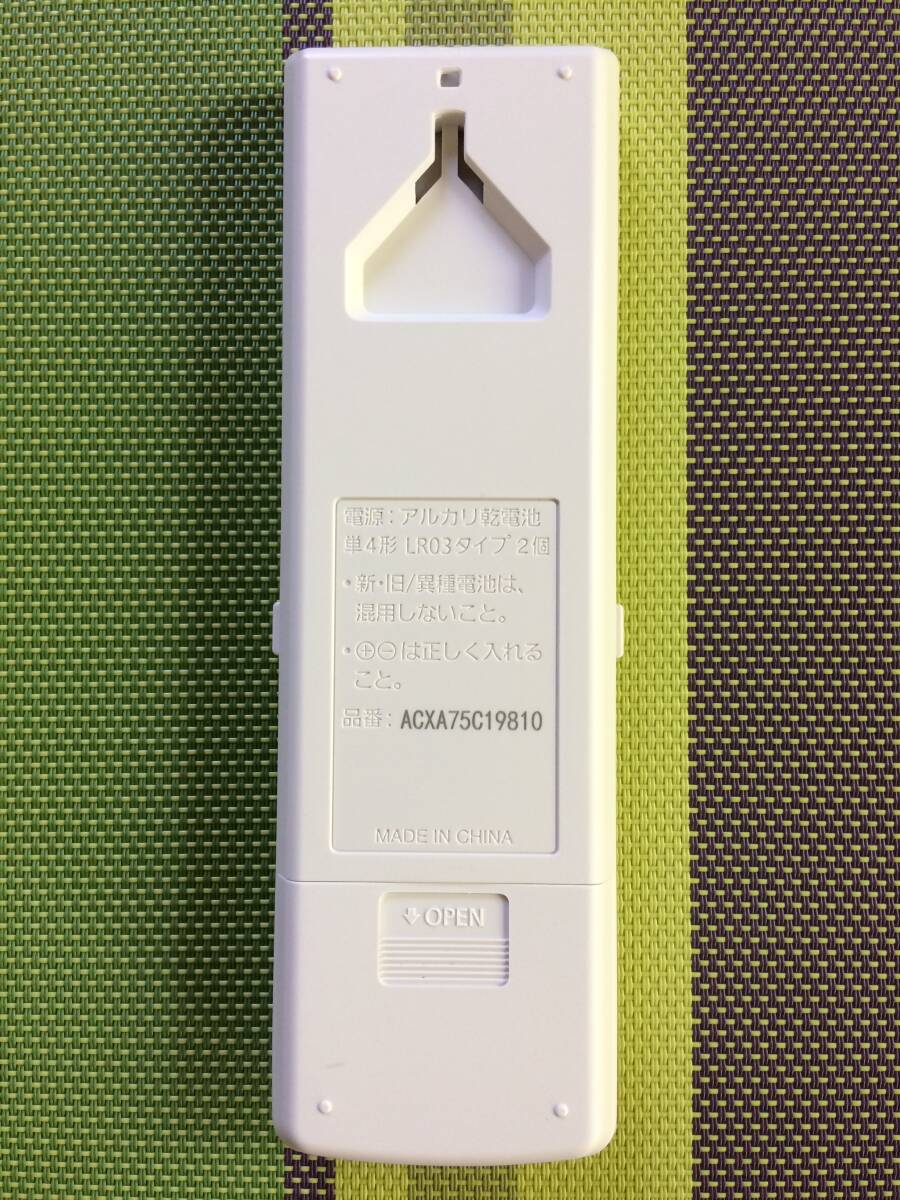 電源: アルカリ乾電池
単4形 LR03タイプ 2個
・新・旧/異種電池は、
混用しないこと。
・⊕⊖は正しく入れる
こと。
品番: ACXA75C19810
MADE IN CHINA
OPEN